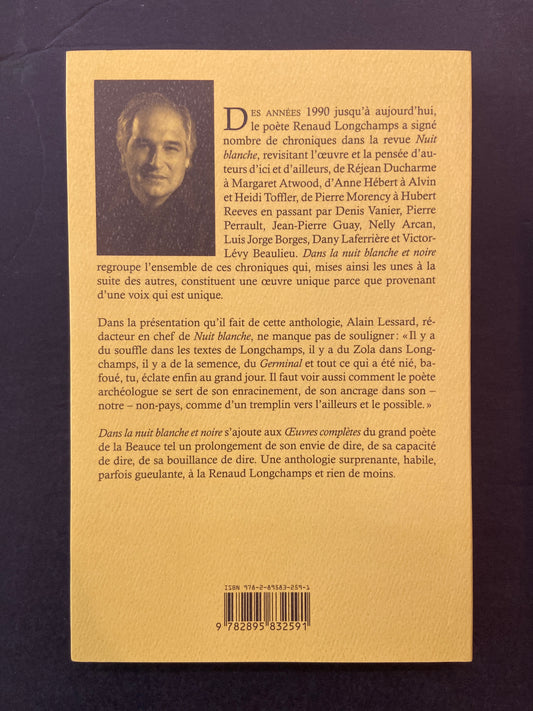 DES ANNÉES 1990 jusqu’à aujourd’hui,
le poète Renaud Longchamps a signé
nombre de chroniques dans la revue Nuit
blanche, revisitant l’œuvre et la pensée d’au-
teurs d’ici et d’ailleurs, de Réjean Ducharme
à Margaret Atwood, d’Anne Hébert à Alvin
et Heidi Toffler, de Pierre Morency à Hubert
Reeves en passant par Denis Vanier, Pierre
Perrault, Jean-Pierre Guay, Nelly Arcan,
Luis Jorge Borges, Dany Laferrière et Victor-
Lévy Beaulieu. Dans la nuit blanche et noire
regroupe l’ensemble de ces chroniques qui, mises ainsi les unes à la
suite des autres, constituent une œuvre unique parce que provenant
d’une voix qui est unique.
Dans la présentation qu’il fait de cette anthologie, Alain Lessard, ré-
dacteur en chef de Nuit blanche, ne manque pas de souligner : « Il y a
du souffle dans les textes de Longchamps, il y a du Zola dans Long-
champs, il y a de la semence, du Germinal et tout ce qui a été nié, ba-
foué, tu, éclate enfin au grand jour. Il faut voir aussi comment le poète
archéologue se sert de son enracinement, de son ancrage dans son –
notre – non-pays, comme d’un tremplin vers l’ailleurs et le possible. »
Dans la nuit blanche et noire s’ajoute aux Œuvres complètes du grand poète
de la Beauce tel un prolongement de son envie de dire, de sa capacité
de dire, de sa bouillance de dire. Une anthologie surprenante, habile,
parfois gueulante, à la Renaud Longchamps et rien de moins.
ISBN 978-2-89583-259-1
9 782895 832591